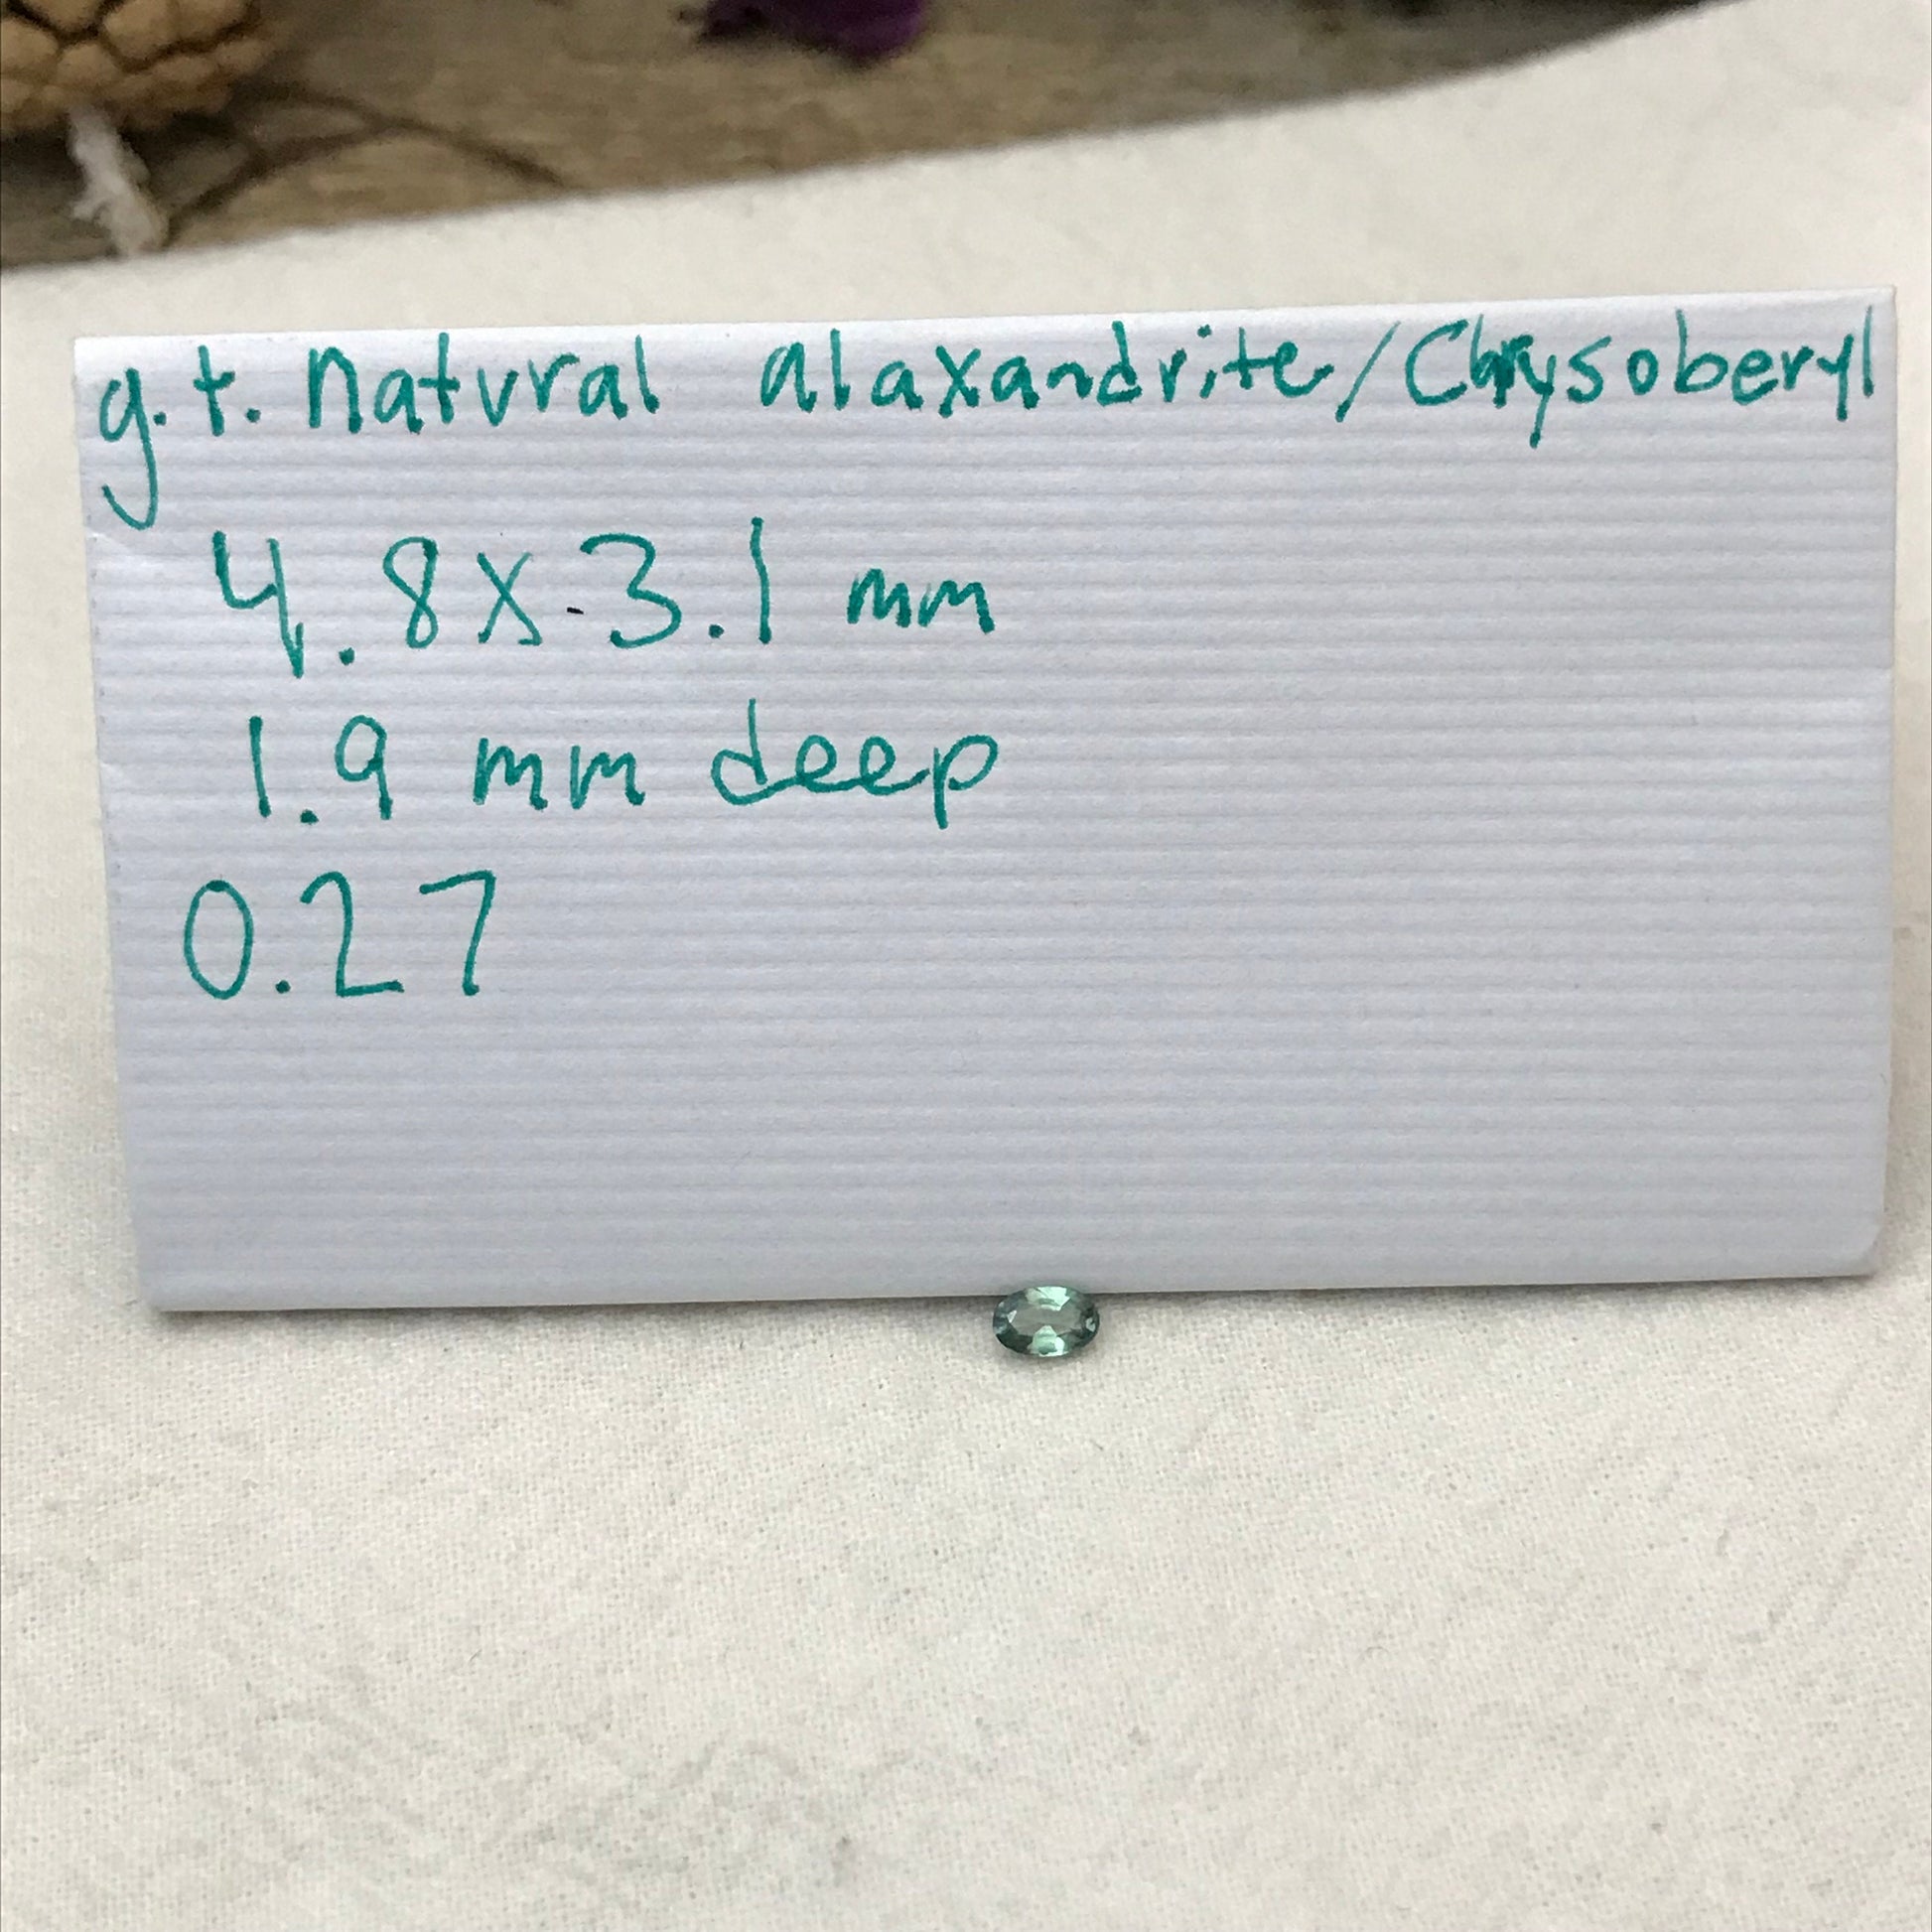 g.t. natural alaxandrite/Chrysoberyl
4.8x3.1 mm
1.9 mm deep
0.27